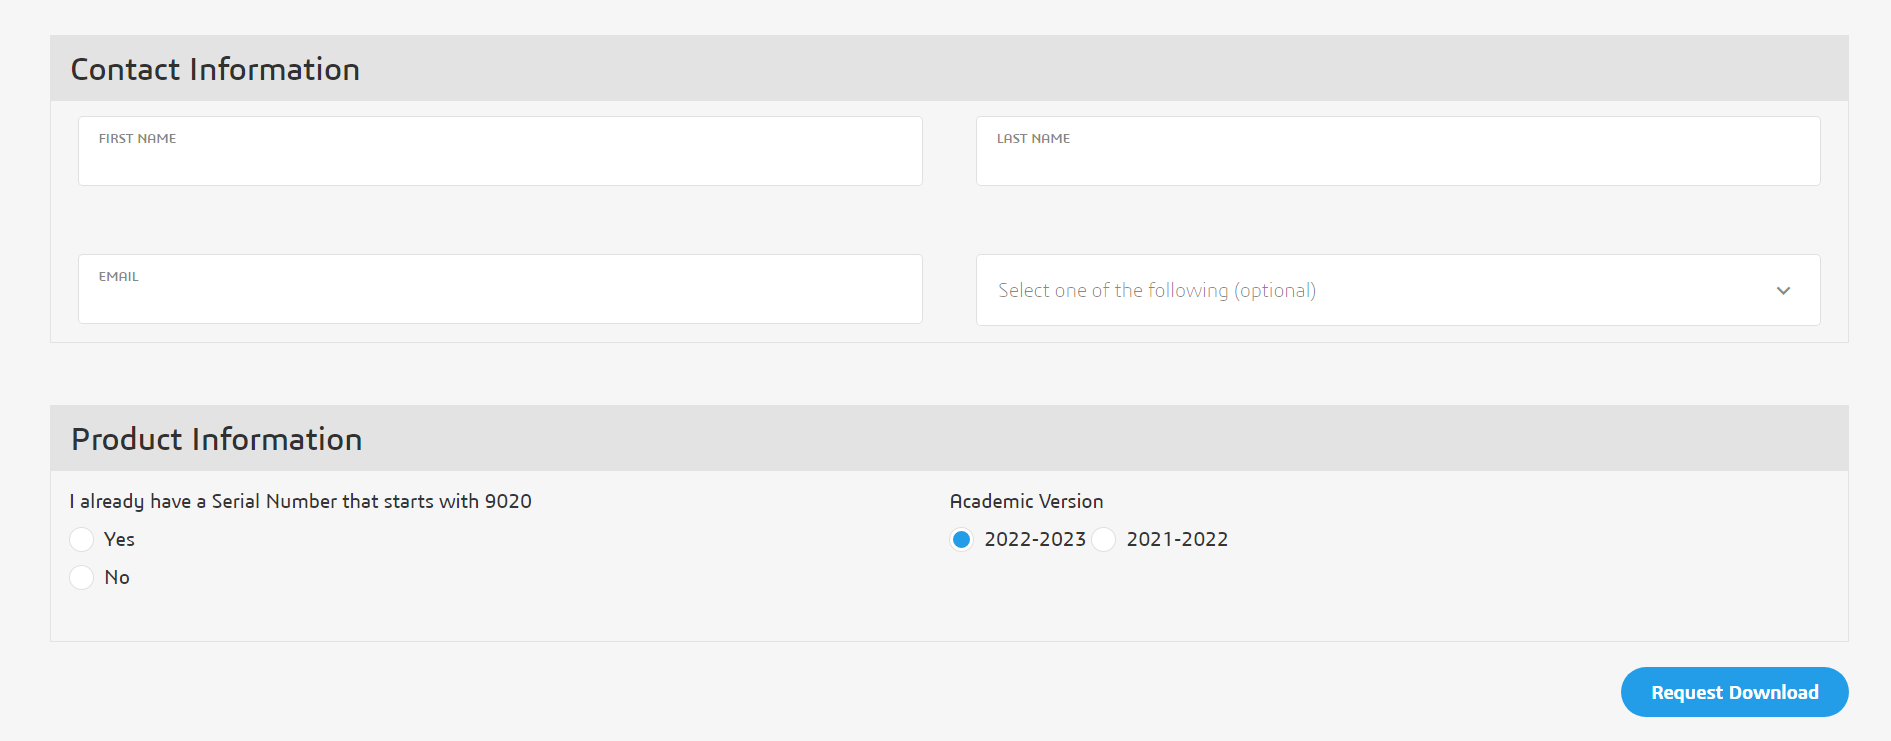 Contact Information
FIRST NAME
LAST NAME
EMAIL
Select one of the following (optional)
Product Information
I already have a Serial Number that starts with 9020
Yes
No
Academic Version
2022-2023 2021-2022
Request Download